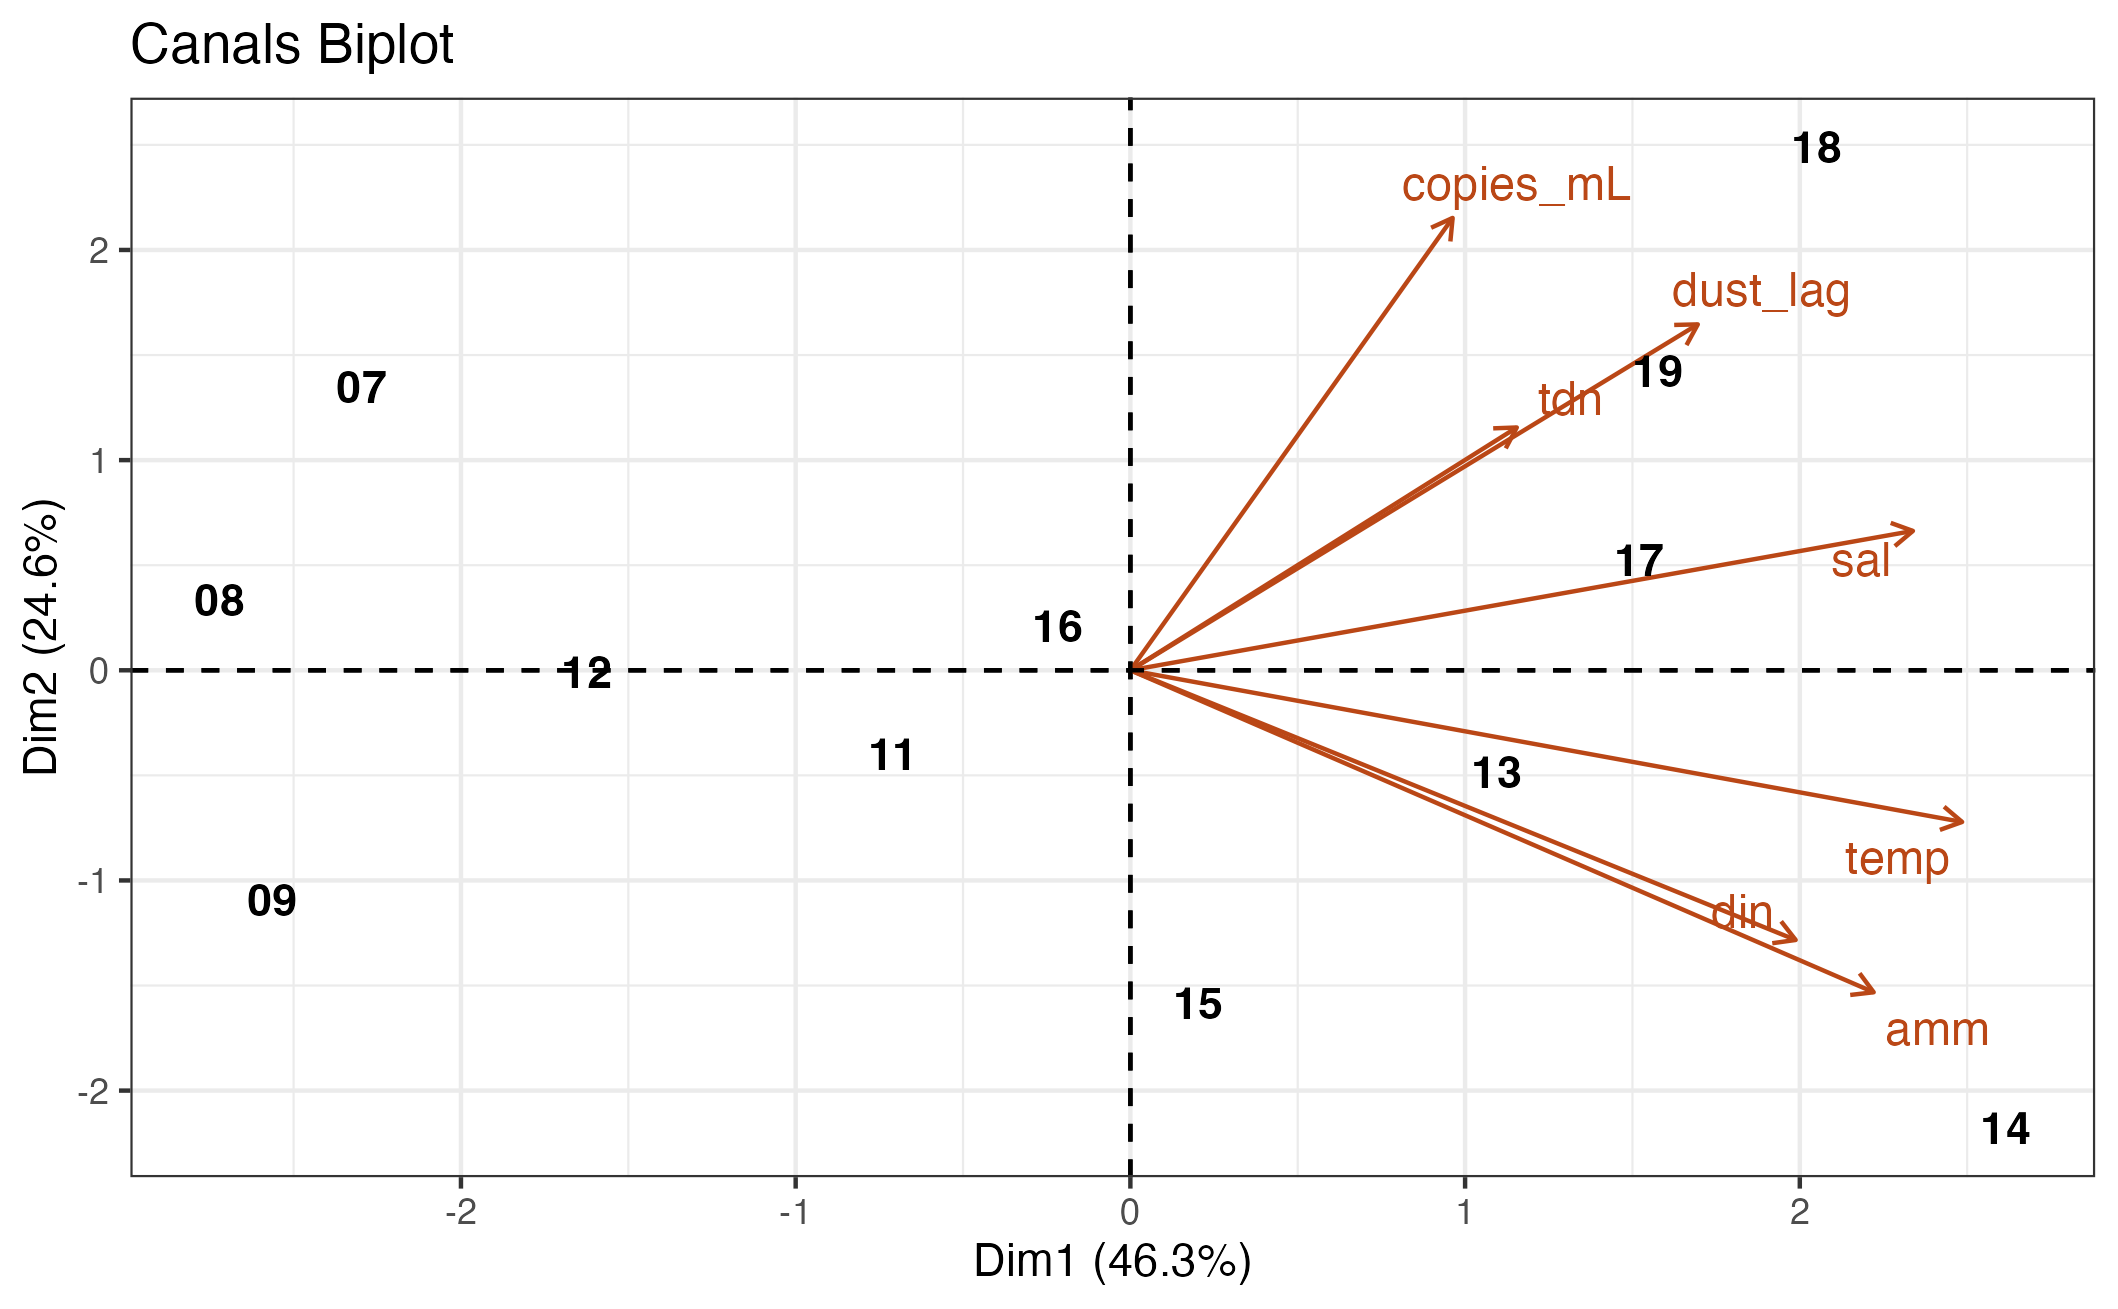 Canals Biplot
18
copies_mL
dust_lag
2
19
07
tdn
1
17
sal
08
16
0
12
11
13
temp
-1
09
din
15
amm
-2
14
-2
-1
0
1
2
Dim1 (46.3%)
Dim2 (24.6%)